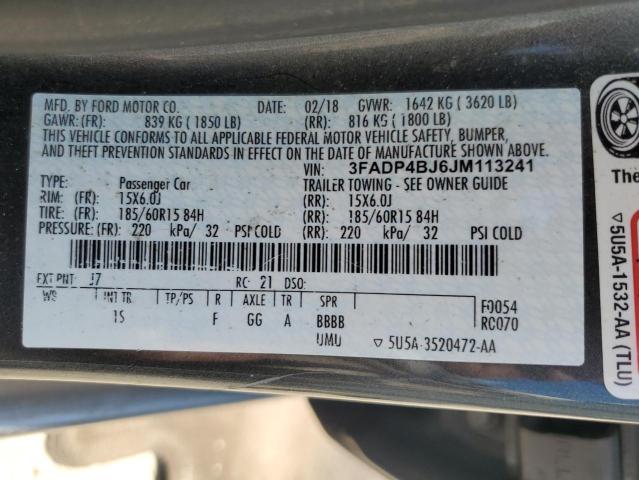 MFD. BY FORD MOTOR CO. DATE: 02/18 GVWR: 1642 KG ( 3620 LB)
GAWR: (FR): 839 KG ( 1850 LB) (RR): 816 KG ( 1800 LB)
THIS VEHICLE CONFORMS TO ALL APPLICABLE FEDERAL MOTOR VEHICLE SAFETY, BUMPER,
AND THEFT PREVENTION STANDARDS IN EFFECT ON THE DATE OF MANUFACTURE SHOWN ABOVE.
VIN: 3FADP4BJ6JM113241
TYPE: Passenger Car TRAILER TOWING - SEE OWNER GUIDE
RIM: (FR): 15X6.0J (RR): 15X6.0J
TIRE: (FR): 185/60R15 84H (RR): 185/60R15 84H
PRESSURE: (FR): 220 kPa/ 32 PSI COLD (RR): 220 kPa/ 32 PSI COLD
EXT PNT: J7 RC: 21 DSO:
WS INT TR. TP/PS R AXLE TR SPR F0054
1S F GG A BBBB RC070
UMU ▽ 5U5A-3520472-AA
The
▽ 5U5A-1532-AA (TLU)